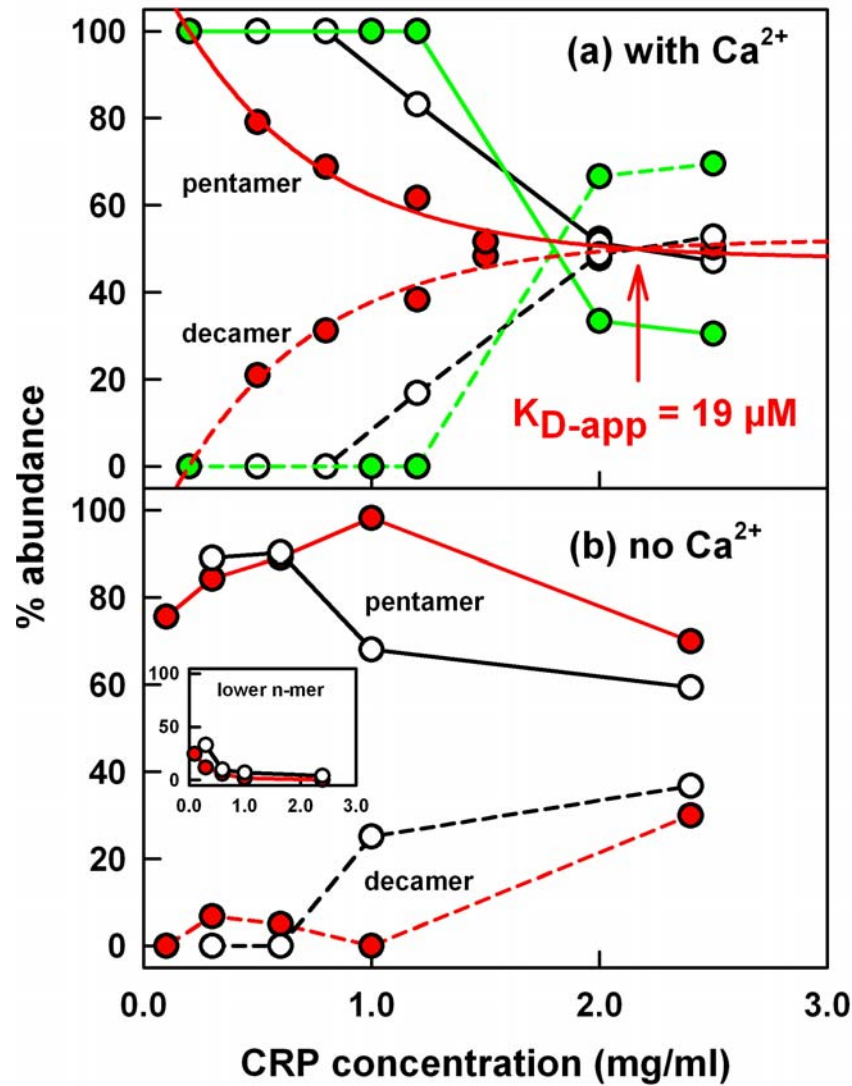 (a) with Ca2+
100
80
60
40
20
0
pentamer
decamer
KD-app = 19 µM
% abundance
(b) no Ca2+
100
80
60
40
20
0
pentamer
decamer
lower n-mer
100
50
0
0.0 1.0 2.0 3.0
0.0 1.0 2.0 3.0
CRP concentration (mg/ml)